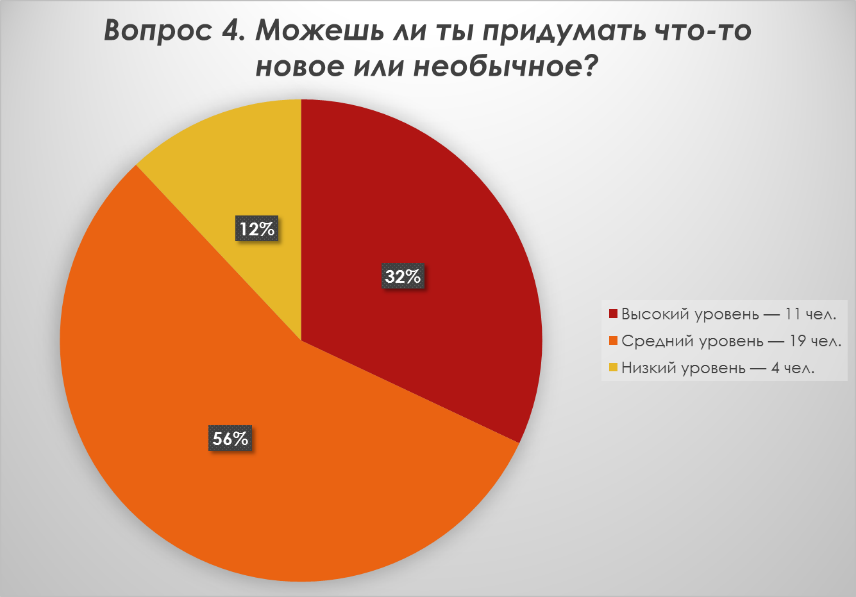 Вопрос 4. Можешь ли ты придумать что-то
новое или необычное?
12%
32%
56%
Высокий уровень — 11 чел.
Средний уровень — 19 чел.
Низкий уровень — 4 чел.